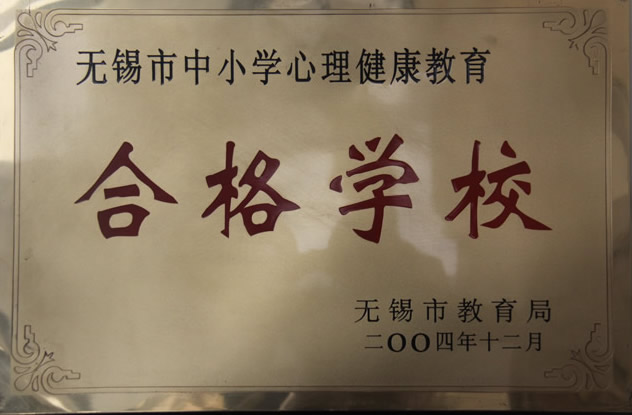 无锡市中小学心理健康教育
合格学校
无锡市教育局
二〇〇四年十二月